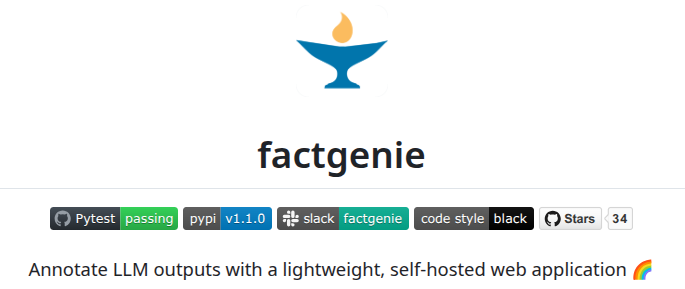 factgenie
Pytest passing pypi v1.1.0 slack factgenie code style black Stars 34
Annotate LLM outputs with a lightweight, self-hosted web application 🌈